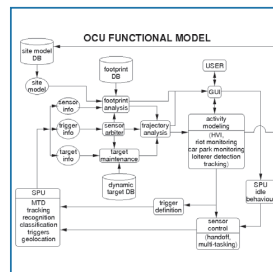 OCU FUNCTIONAL MODEL
site model
DB
footprint
DB
USER
site
model
sensor
info
footprint
analysis
GUI
trigger
info
sensor
arbiter
trajectory
analysis
activity
modeling
(HVI,
riot monitoring
car park monitoring
loiterer detection
tracking)
target
info
target
maintenance
SPU
MTD
tracking
recognition
classification
triggers
geolocation
dynamic
target DB
trigger
definition
SPU
idle
behaviour
sensor
control
(handoff,
multi-tasking)